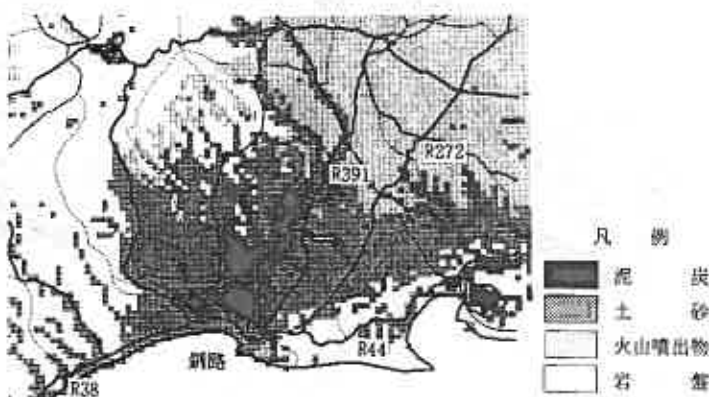 R272
R391
凡 例
泥 炭
土 砂
火山噴出物
岩 盤
釧路
R44
R38